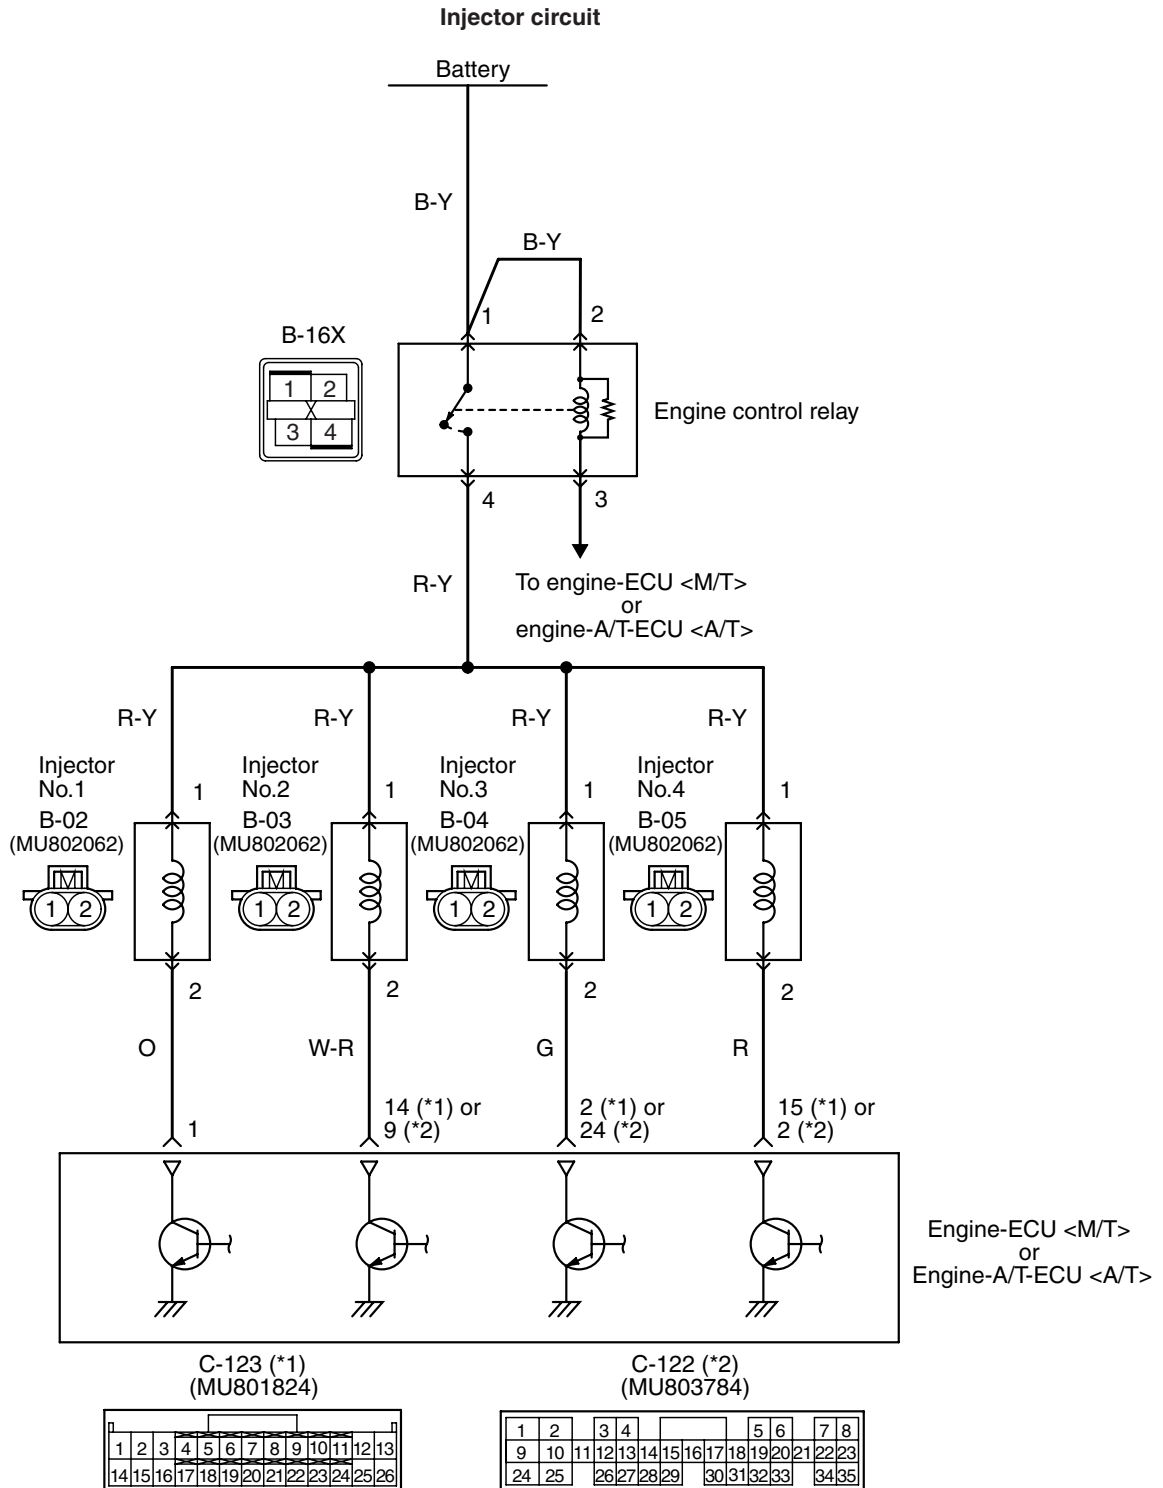 Injector circuit
Battery
B-Y
B-Y
1
2
B-16X
1 2
3 4
Engine control relay
4
3
R-Y
To engine-ECU <M/T>
or
engine-A/T-ECU <A/T>
R-Y
R-Y
R-Y
R-Y
Injector
No.1
B-02
(MU802062)
1 2
1
Injector
No.2
B-03
(MU802062)
1 2
1
Injector
No.3
B-04
(MU802062)
1 2
1
Injector
No.4
B-05
(MU802062)
1 2
1
2
2
2
2
O
W-R
G
R
1
14 (*1) or
9 (*2)
2 (*1) or
24 (*2)
15 (*1) or
2 (*2)
Engine-ECU <M/T>
or
Engine-A/T-ECU <A/T>
C-123 (*1)
(MU801824)
1 2 3 4 5 6 7 8 9 10 11 12 13
14 15 16 17 18 19 20 21 22 23 24 25 26
C-122 (*2)
(MU803784)
1 2 3 4 5 6 7 8
9 10 11 12 13 14 15 16 17 18 19 20 21 22 23
24 25 26 27 28 29 30 31 32 33 34 35